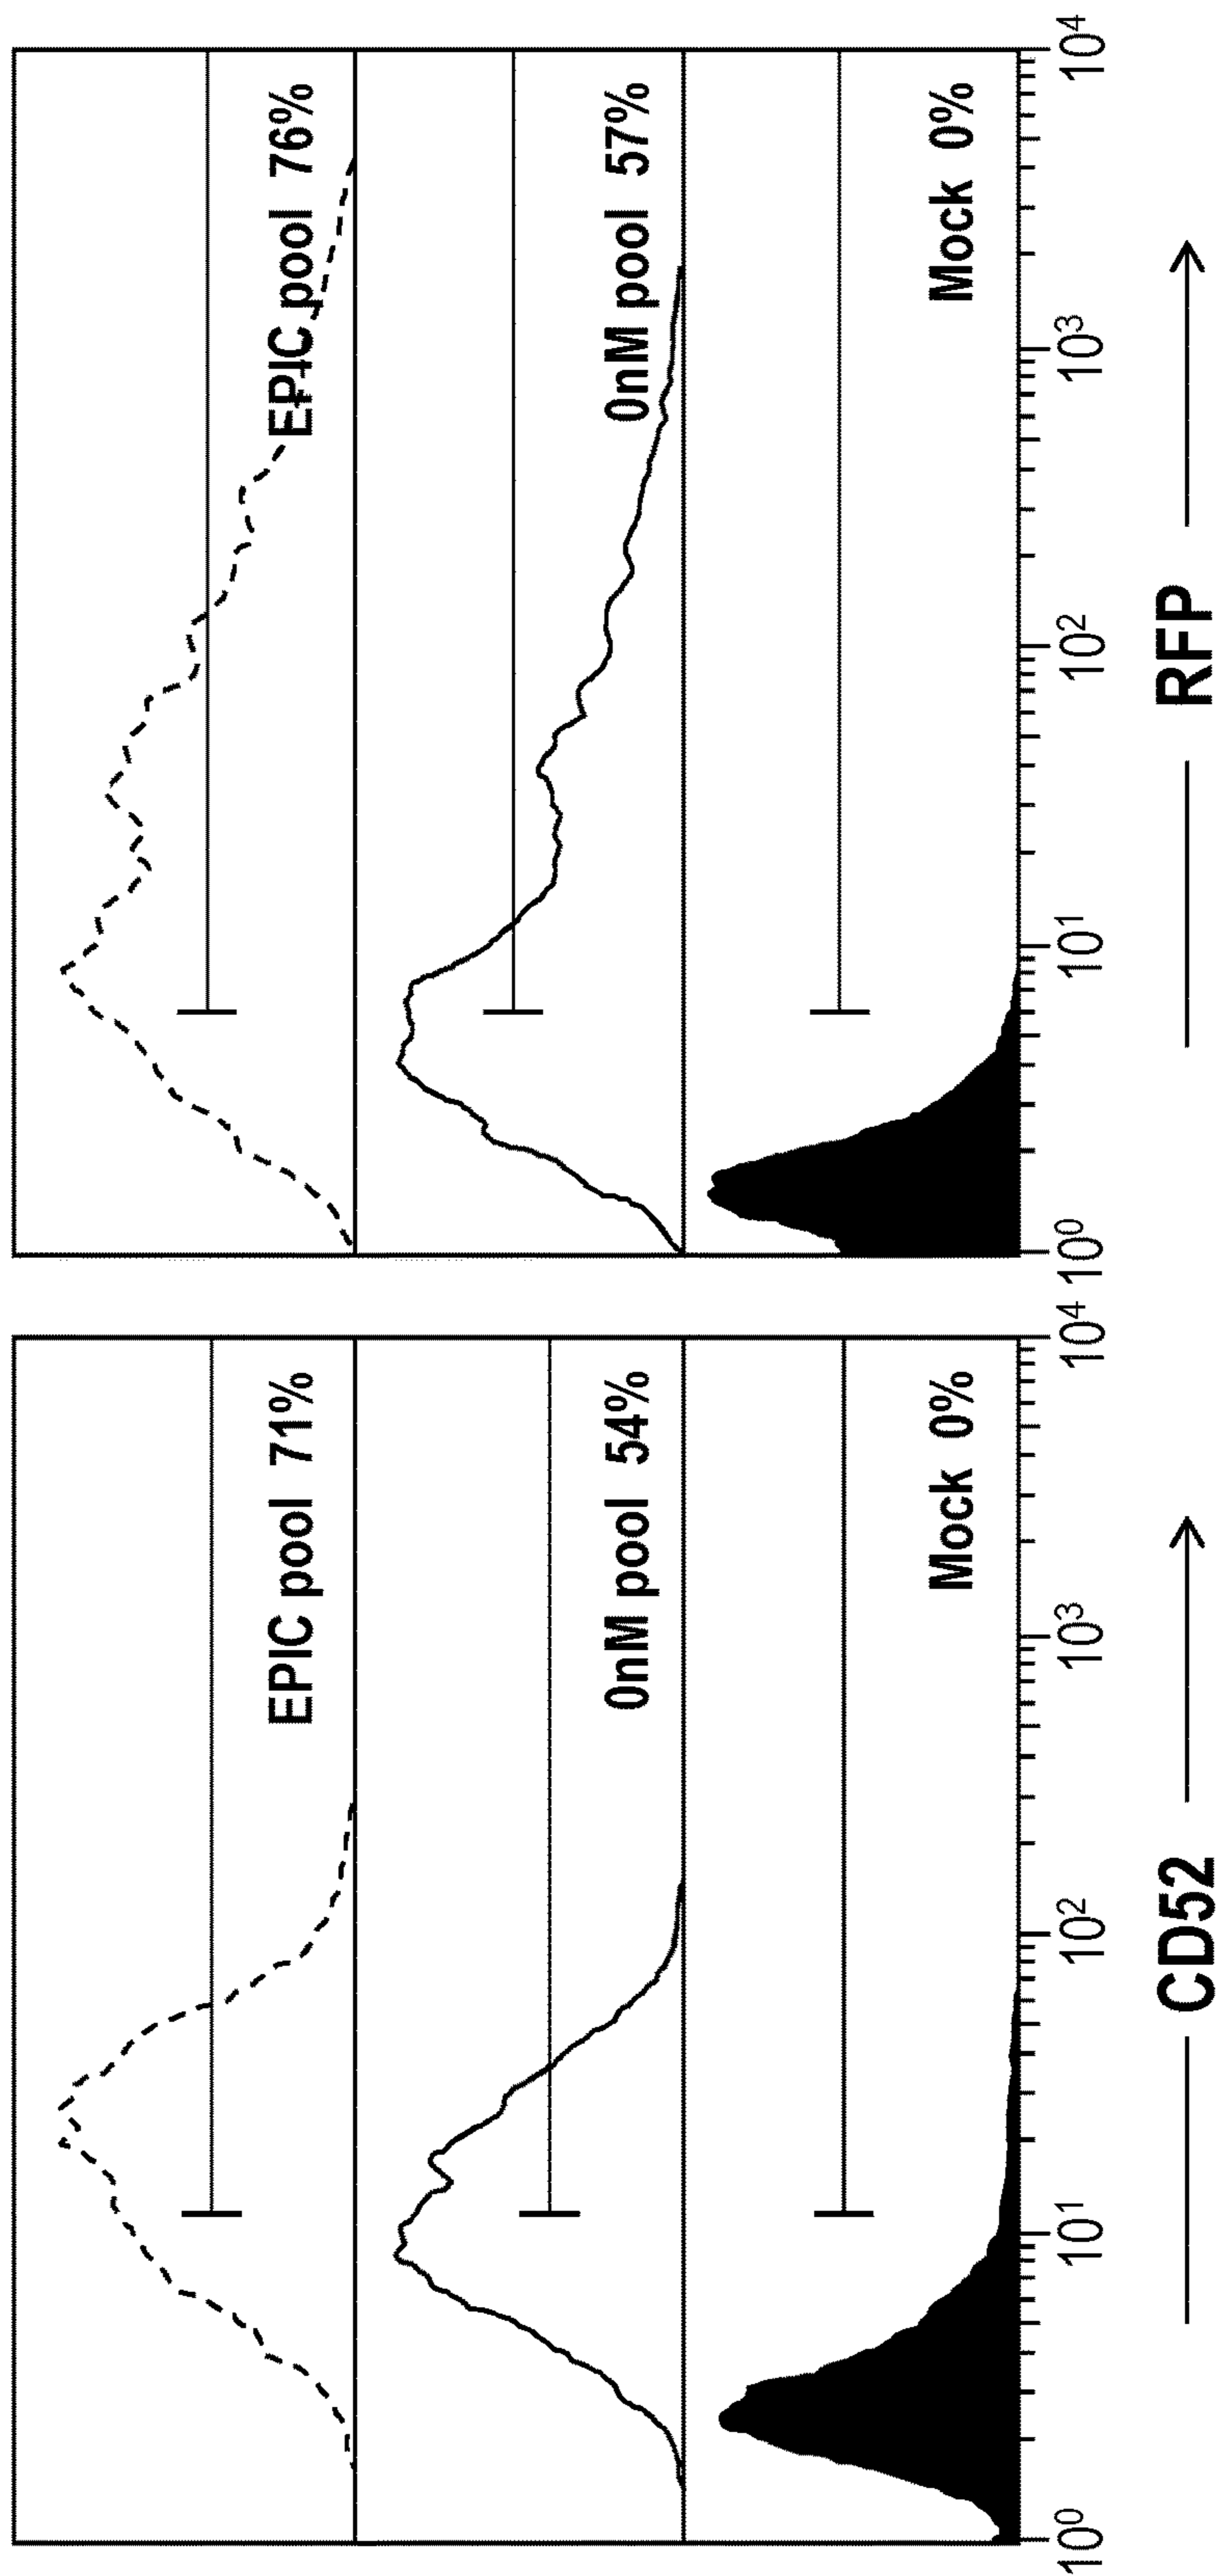 EPIC pool 71%
0nM pool 54%
Mock 0%
10⁰ 10¹ 10² 10³ 10⁴
CD52
EPIC pool 76%
0nM pool 57%
Mock 0%
10⁰ 10¹ 10² 10³ 10⁴
RFP